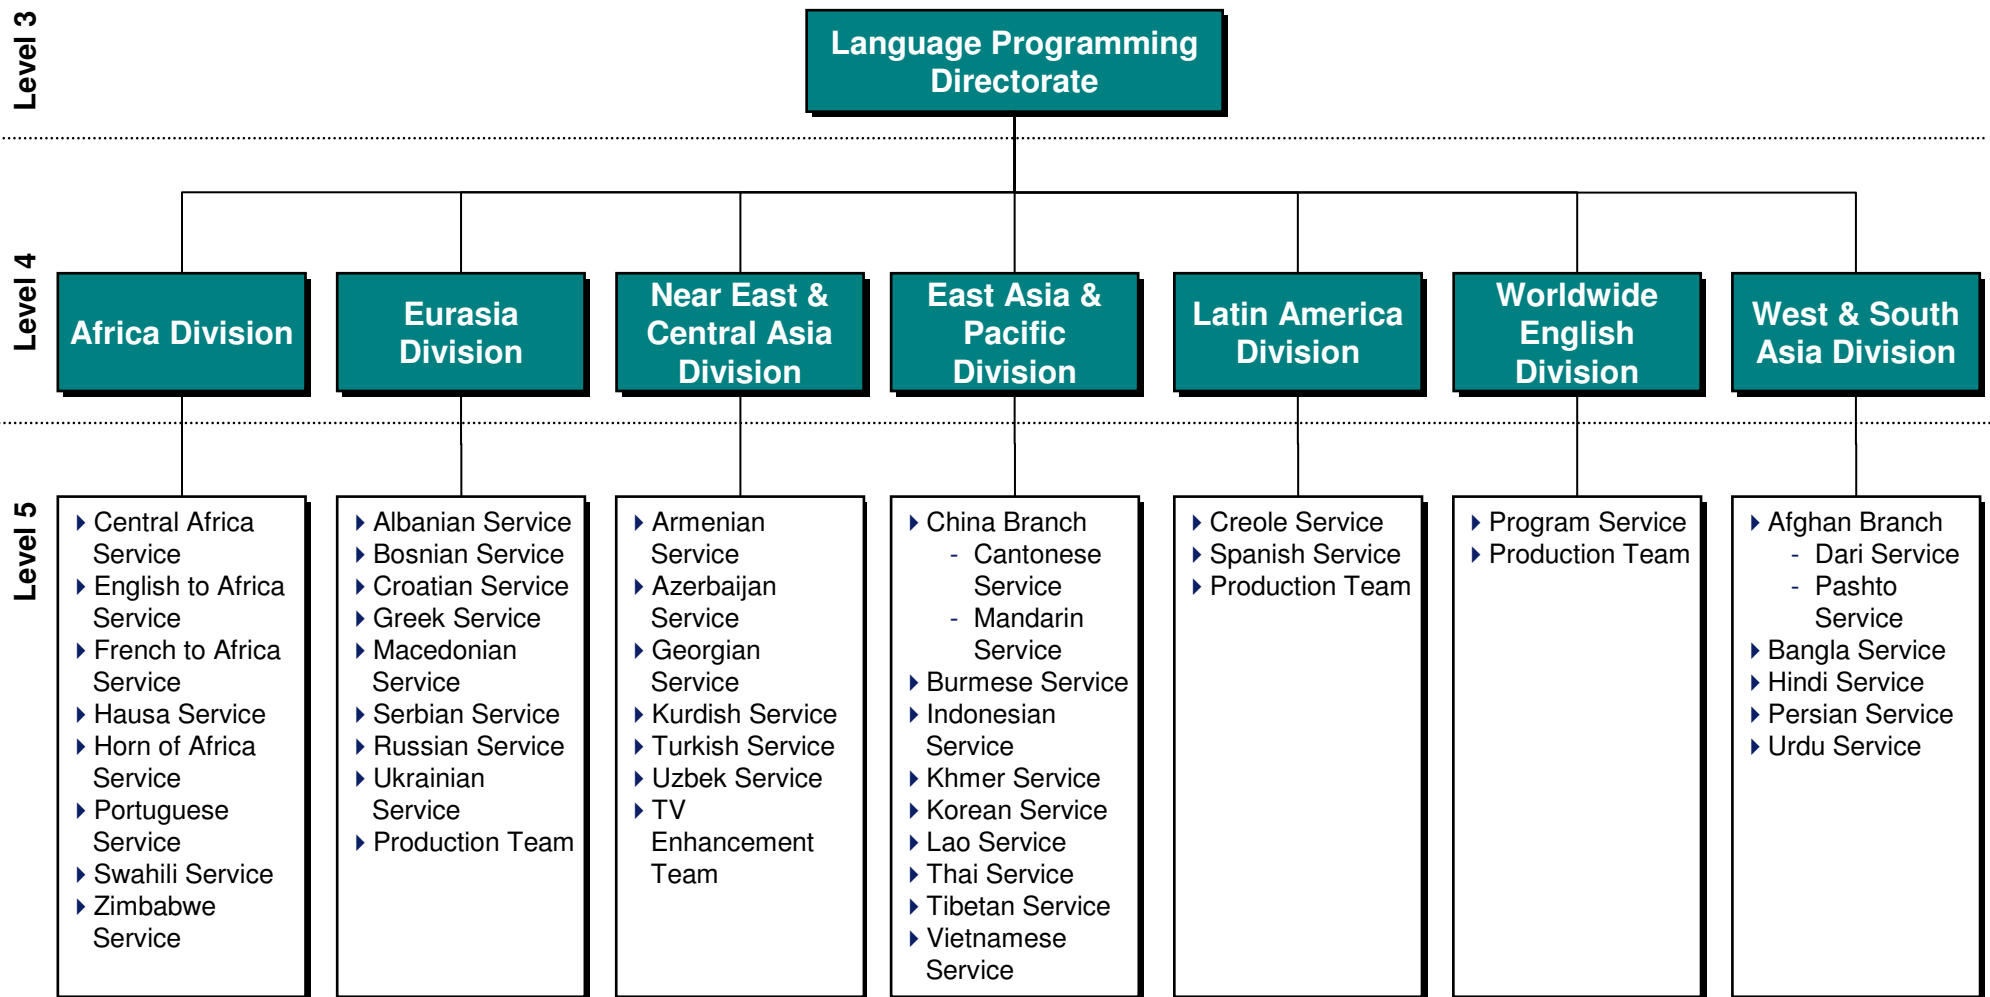 Level 3
Language Programming
Directorate
Level 4
Africa Division
Eurasia
Division
Near East &
Central Asia
Division
East Asia &
Pacific
Division
Latin America
Division
Worldwide
English
Division
West & South
Asia Division
Level 5
Central Africa
Service
English to Africa
Service
French to Africa
Service
Hausa Service
Horn of Africa
Service
Portuguese
Service
Swahili Service
Zimbabwe
Service
Albanian Service
Bosnian Service
Croatian Service
Greek Service
Macedonian
Service
Serbian Service
Russian Service
Ukrainian
Service
Production Team
Armenian
Service
Azerbaijan
Service
Georgian
Service
Kurdish Service
Turkish Service
Uzbek Service
TV
Enhancement
Team
China Branch
- Cantonese
Service
- Mandarin
Service
Burmese Service
Indonesian
Service
Khmer Service
Korean Service
Lao Service
Thai Service
Tibetan Service
Vietnamese
Service
Creole Service
Spanish Service
Production Team
Program Service
Production Team
Afghan Branch
- Dari Service
- Pashto
Service
Bangla Service
Hindi Service
Persian Service
Urdu Service